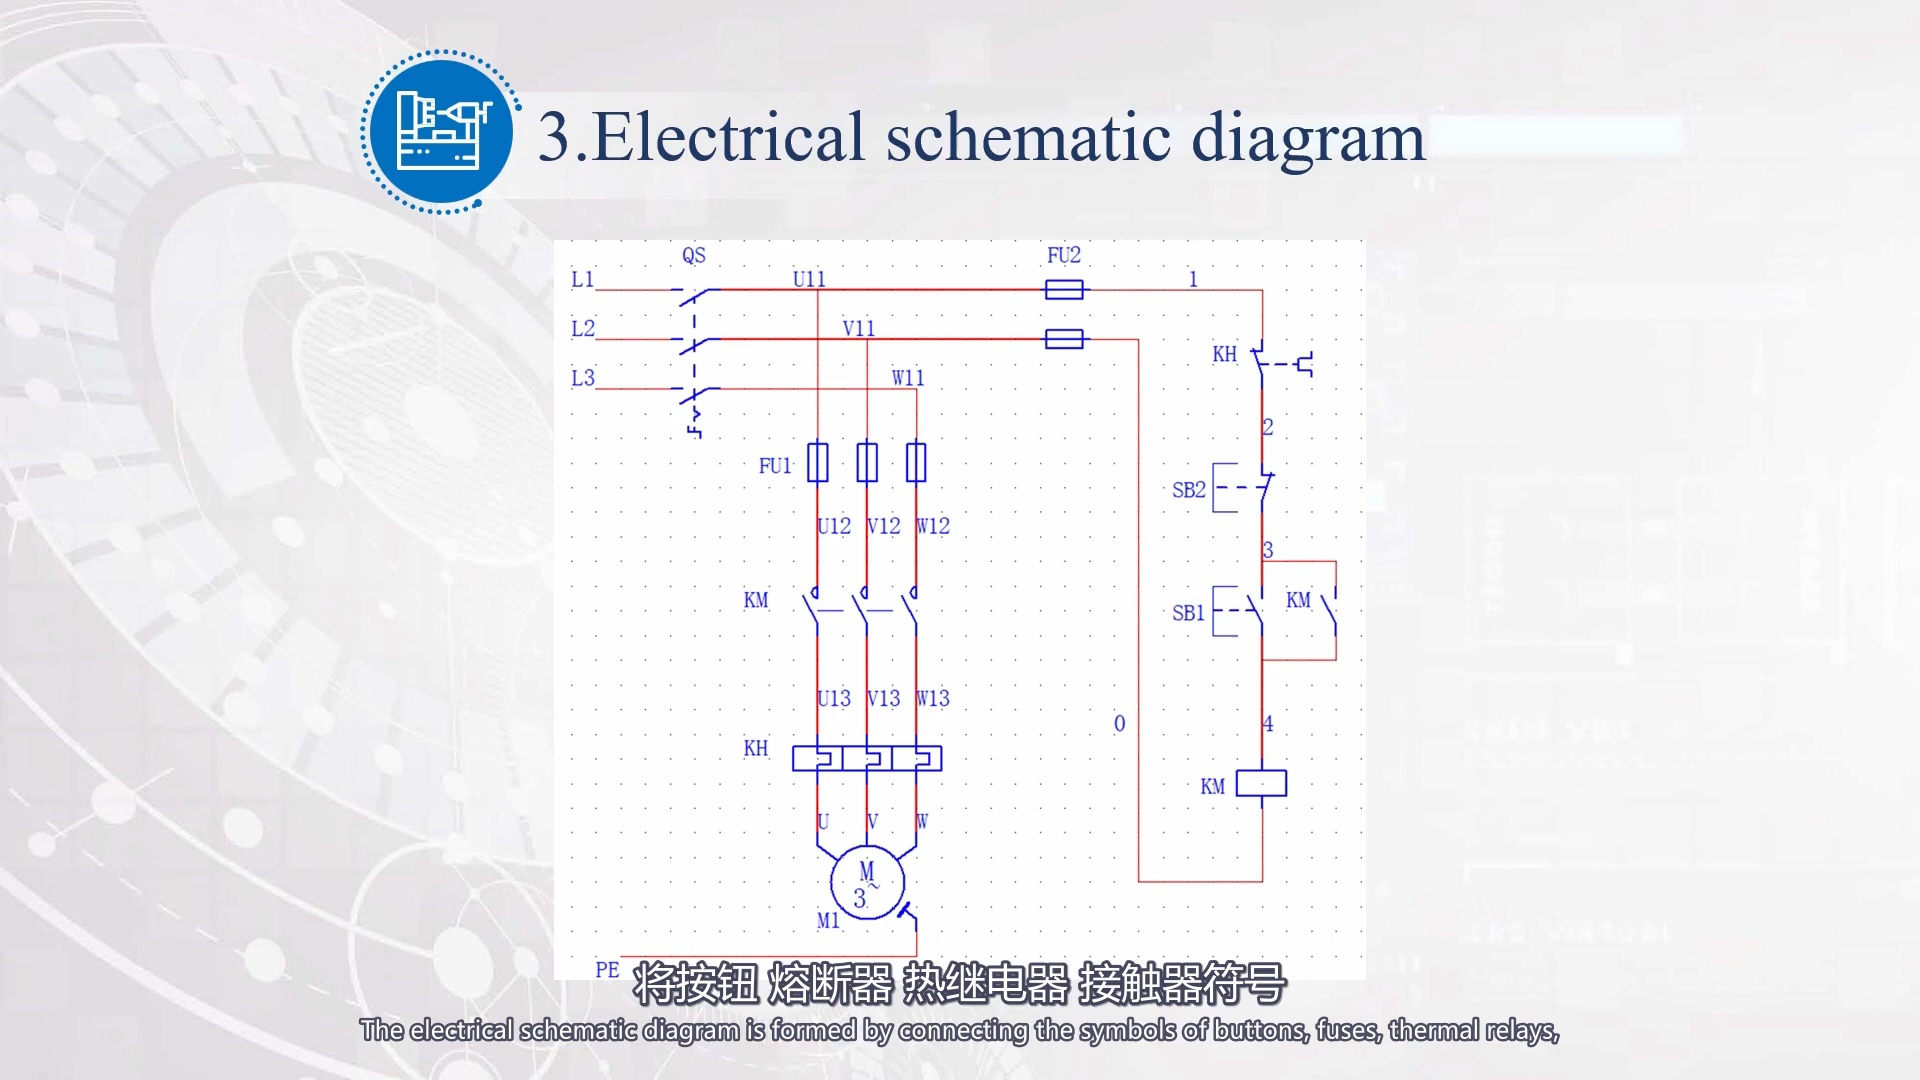 3.Electrical schematic diagram
QS
FU2
L1
U11
1
L2
V11
KH
L3
W11
2
FU1
SB2
U12 V12 W12
3
KM
SB1
KM
U13 V13 W13
0
4
KH
KM
U V W
M
3~
M1
PE
将按钮 熔断器 热继电器 接触器符号
The electrical schematic diagram is formed by connecting the symbols of buttons, fuses, thermal relays,